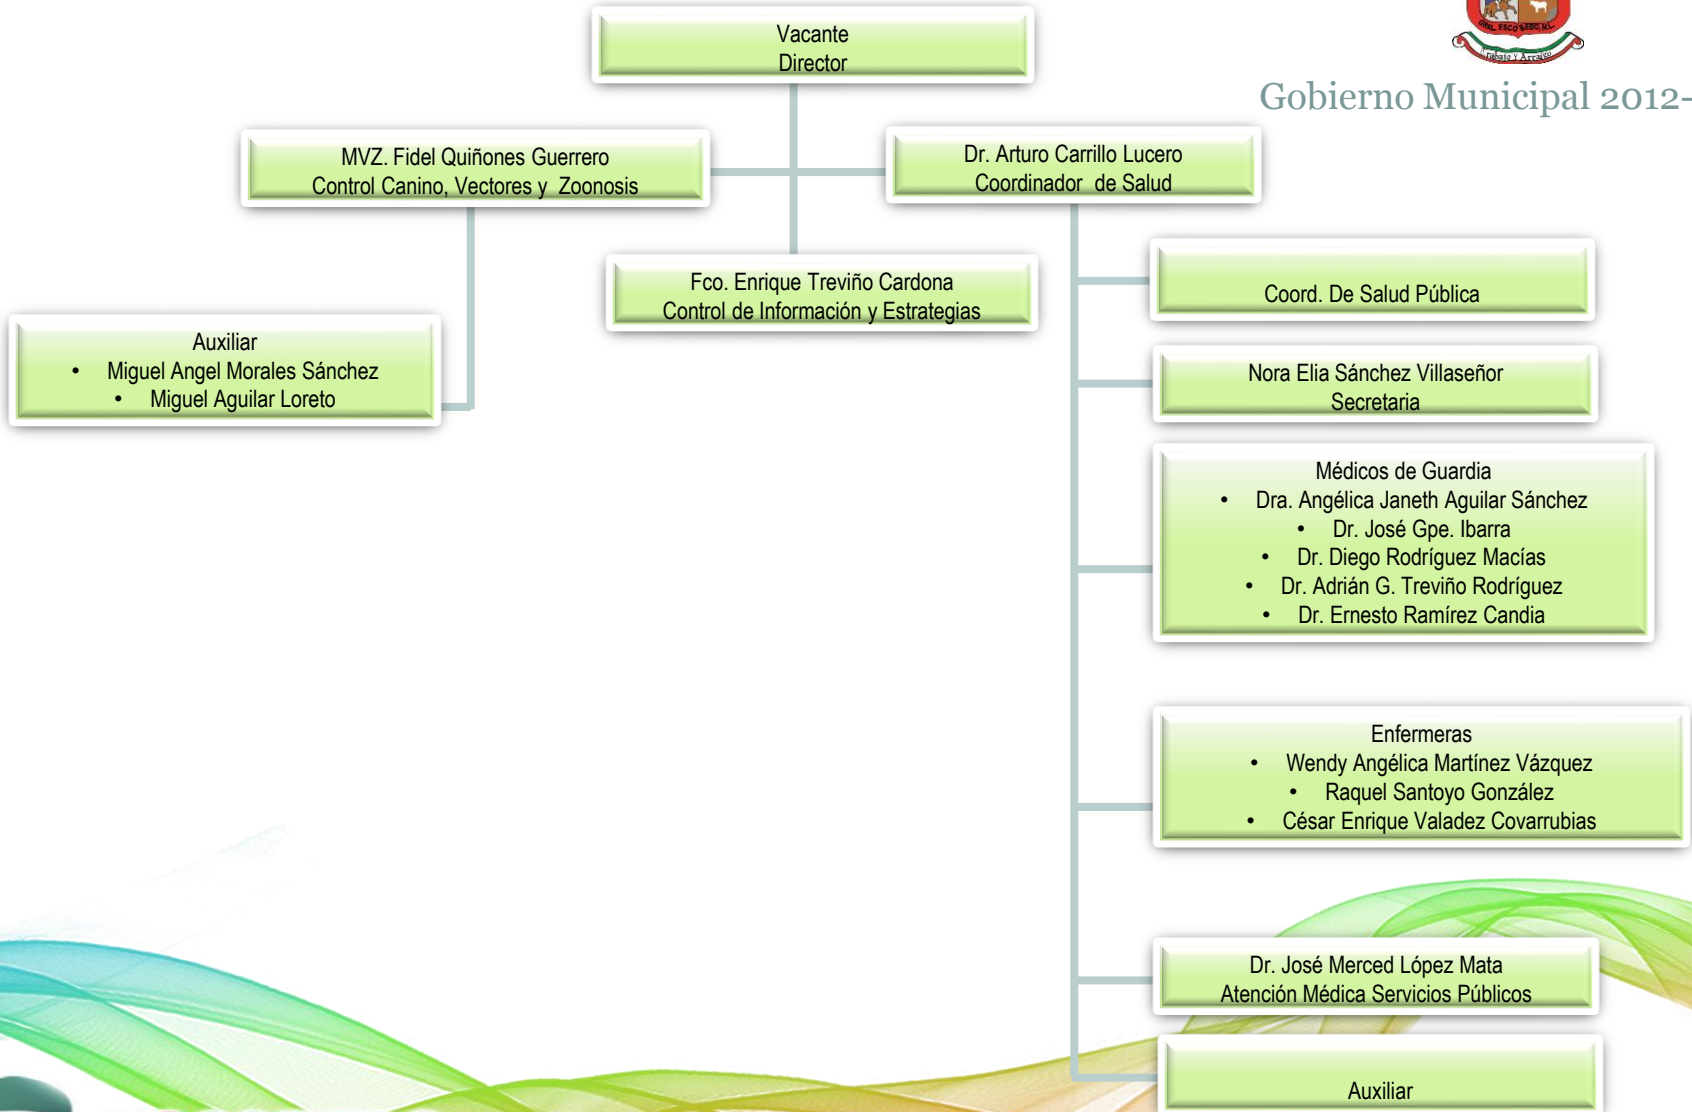 GRAL. ESCOBEDO, N.L.
Trabajo Y Arraigo
Gobierno Municipal 2012-
Vacante
Director
MVZ. Fidel Quiñones Guerrero
Control Canino, Vectores y Zoonosis
Dr. Arturo Carrillo Lucero
Coordinador de Salud
Fco. Enrique Treviño Cardona
Control de Información y Estrategias
Auxiliar
• Miguel Angel Morales Sánchez
• Miguel Aguilar Loreto
Coord. De Salud Pública
Nora Elia Sánchez Villaseñor
Secretaria
Médicos de Guardia
• Dra. Angélica Janeth Aguilar Sánchez
• Dr. José Gpe. Ibarra
• Dr. Diego Rodríguez Macías
• Dr. Adrián G. Treviño Rodríguez
• Dr. Ernesto Ramírez Candia
Enfermeras
• Wendy Angélica Martínez Vázquez
• Raquel Santoyo González
• César Enrique Valadez Covarrubias
Dr. José Merced López Mata
Atención Médica Servicios Públicos
Auxiliar